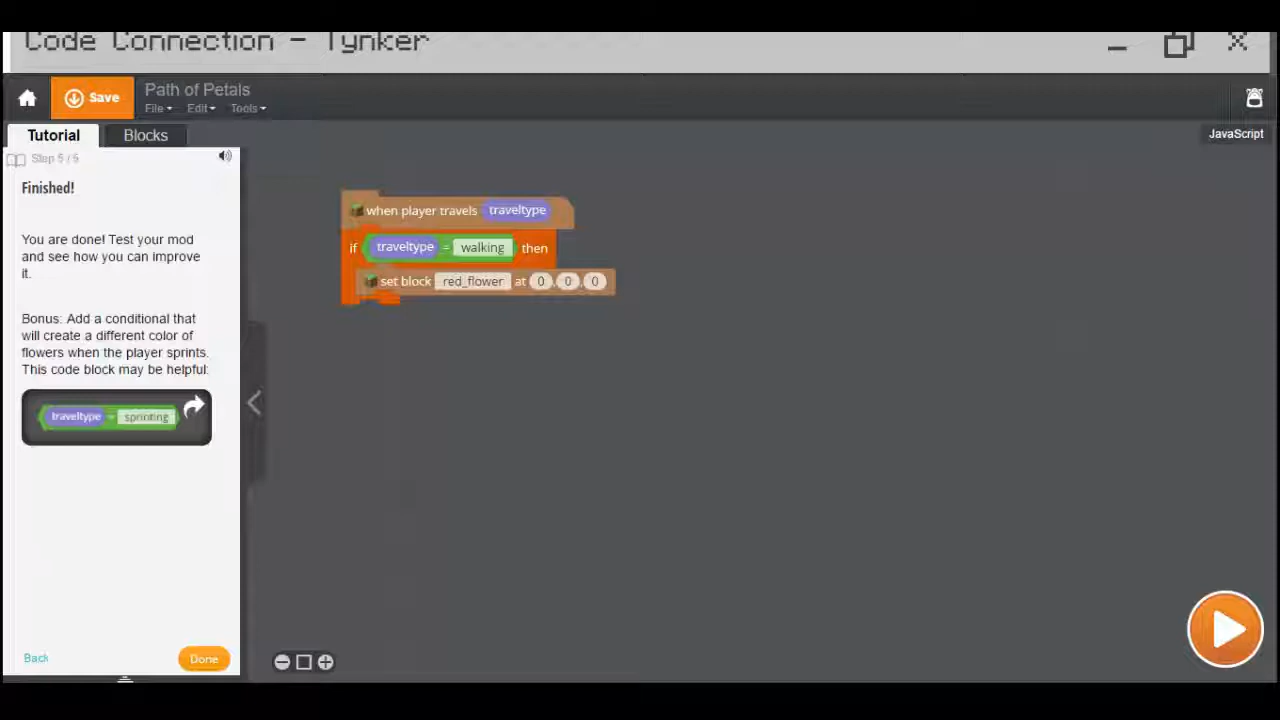 Code Connection - Tynker
Save
Path of Petals
File Edit Tools
Tutorial Blocks
JavaScript
Step 5 / 5
Finished!
You are done! Test your mod
and see how you can improve
it.
Bonus: Add a conditional that
will create a different color of
flowers when the player sprints.
This code block may be helpful:
traveltype = sprinting
Back
Done
when player travels traveltype
if traveltype = walking then
set block red_flower at 0, 0, 0